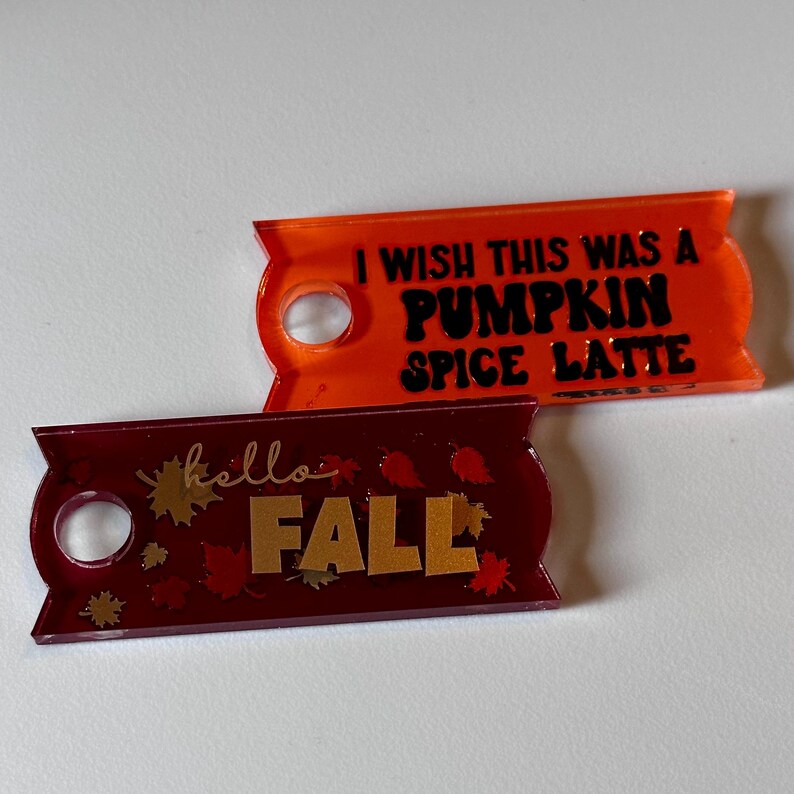 I WISH THIS WAS A
PUMPKIN
SPICE LATTE
hello
FALL